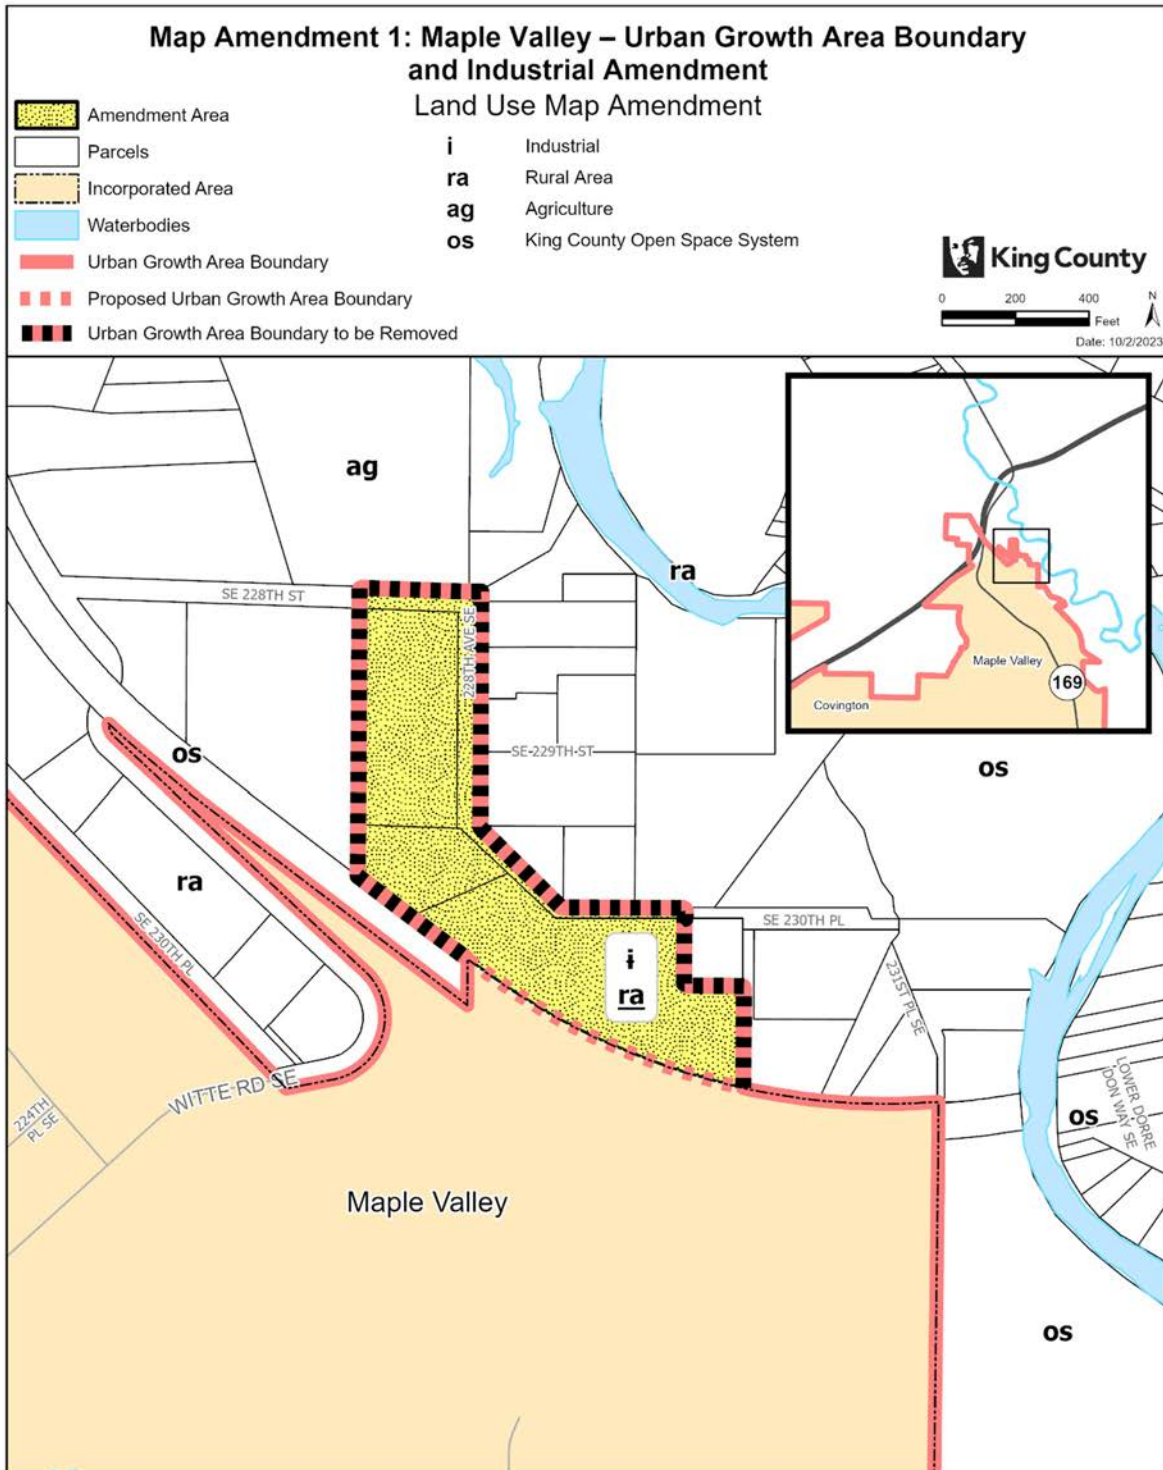 Map Amendment 1: Maple Valley – Urban Growth Area Boundary
and Industrial Amendment
Land Use Map Amendment
Amendment Area
Parcels
Incorporated Area
Waterbodies
Urban Growth Area Boundary
Proposed Urban Growth Area Boundary
Urban Growth Area Boundary to be Removed
i Industrial
ra Rural Area
ag Agriculture
os King County Open Space System
King County
0 200 400
Feet
N
Date: 10/2/2023
ag
ra
SE 228TH ST
228TH AVE SE
SE 229TH ST
Maple Valley
169
Covington
os
os
ra
SE 230TH PL
i
ra
SE 230TH PL
231ST PL SE
WITTE RD SE
224TH
PL SE
os
LOWER DORRE
DON WAY SE
Maple Valley
os